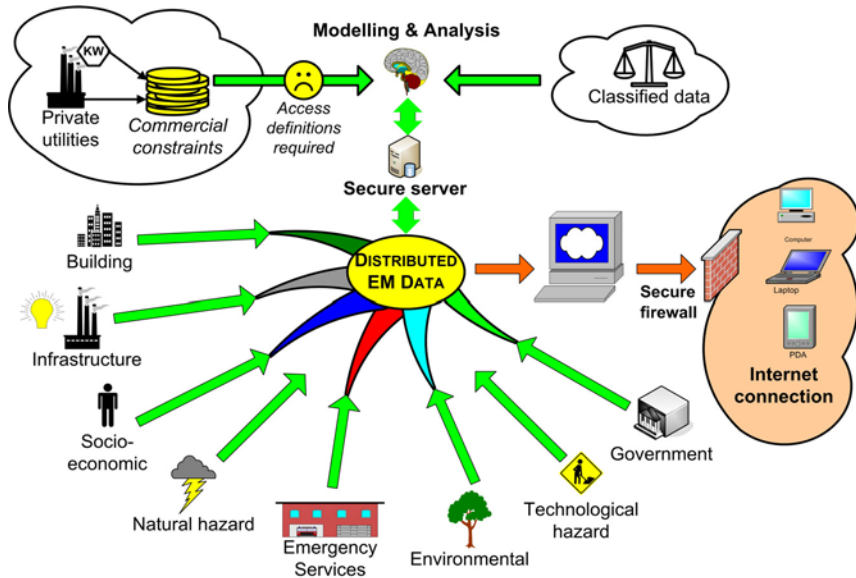 Modelling & Analysis
KW
Private
utilities
Commercial
constraints
Access
definitions
required
Classified data
Secure server
Building
DISTRIBUTED
EM DATA
Computer
Secure
firewall
Laptop
PDA
Internet
connection
Infrastructure
Socio-
economic
Natural hazard
Emergency
Services
Environmental
Technological
hazard
Government